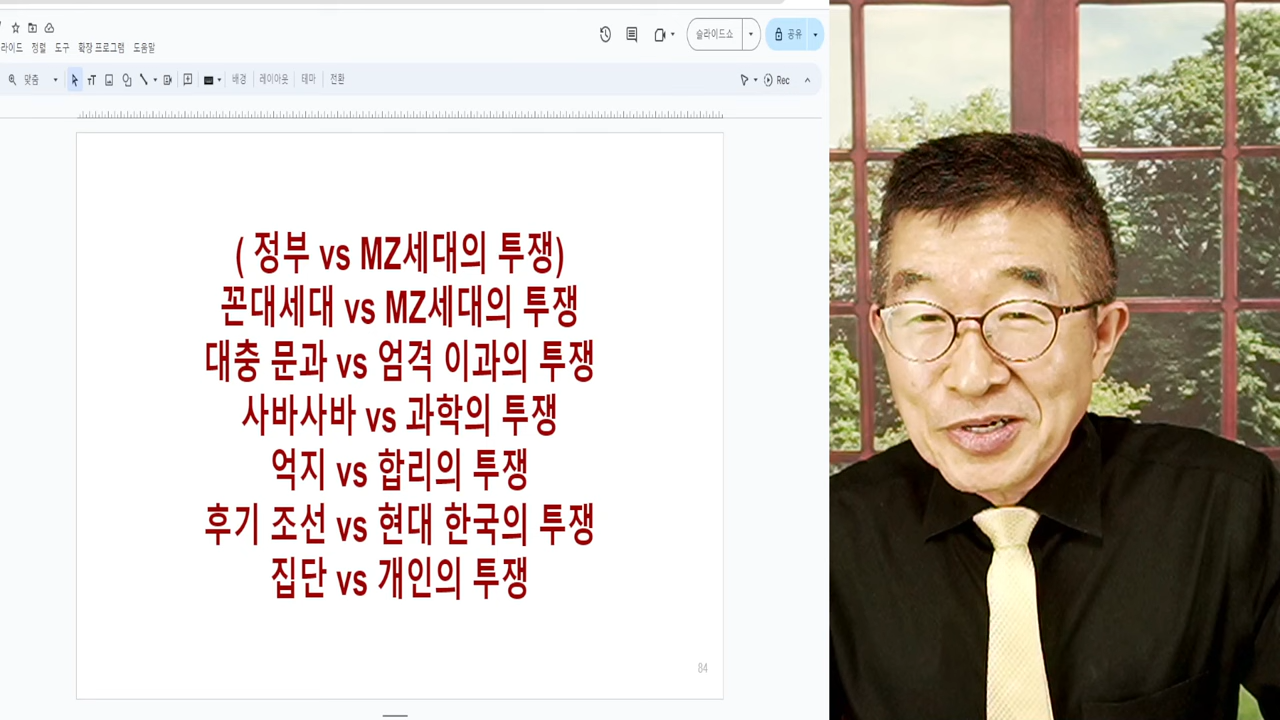 라이드 정렬 도구 확장 프로그램 도움말
슬라이드쇼
공유
맞춤
배경 레이아웃 테마 전환
Rec
( 정부 vs MZ세대의 투쟁)
꼰대세대 vs MZ세대의 투쟁
대충 문과 vs 엄격 이과의 투쟁
사바사바 vs 과학의 투쟁
억지 vs 합리의 투쟁
후기 조선 vs 현대 한국의 투쟁
집단 vs 개인의 투쟁
84